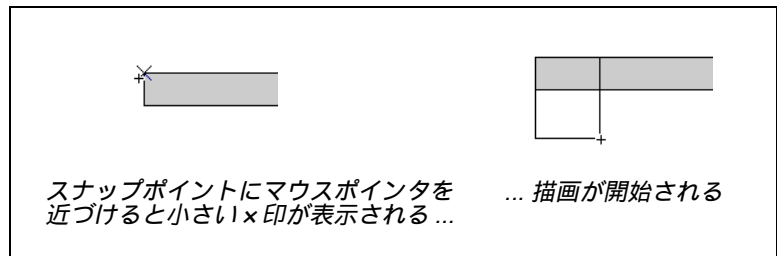 スナップポイントにマウスポインタを
近づけると小さい×印が表示される ...
... 描画が開始される